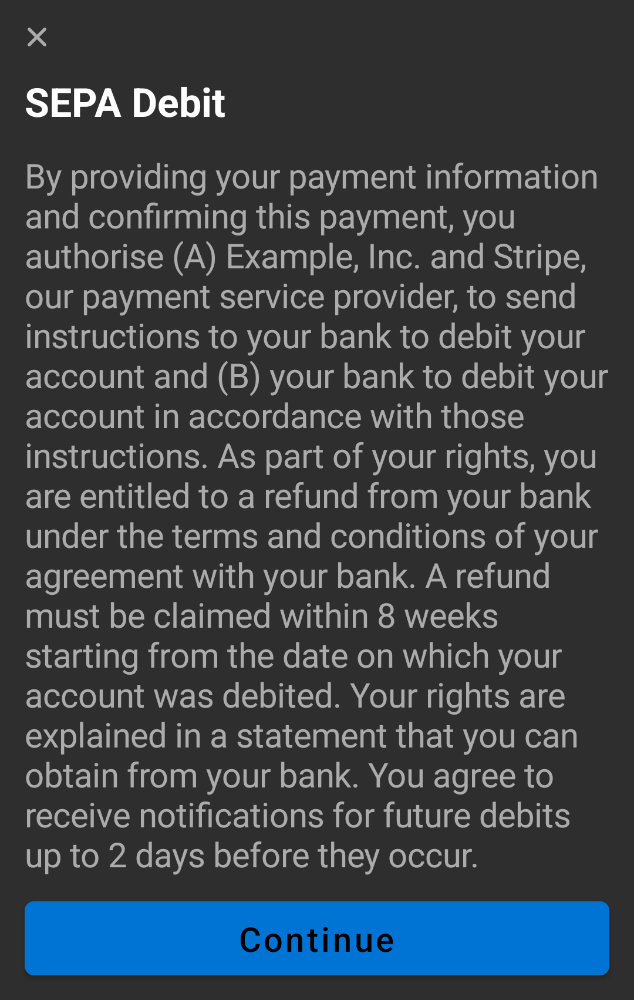 SEPA Debit
By providing your payment information
and confirming this payment, you
authorise (A) Example, Inc. and Stripe,
our payment service provider, to send
instructions to your bank to debit your
account and (B) your bank to debit your
account in accordance with those
instructions. As part of your rights, you
are entitled to a refund from your bank
under the terms and conditions of your
agreement with your bank. A refund
must be claimed within 8 weeks
starting from the date on which your
account was debited. Your rights are
explained in a statement that you can
obtain from your bank. You agree to
receive notifications for future debits
up to 2 days before they occur.
Continue